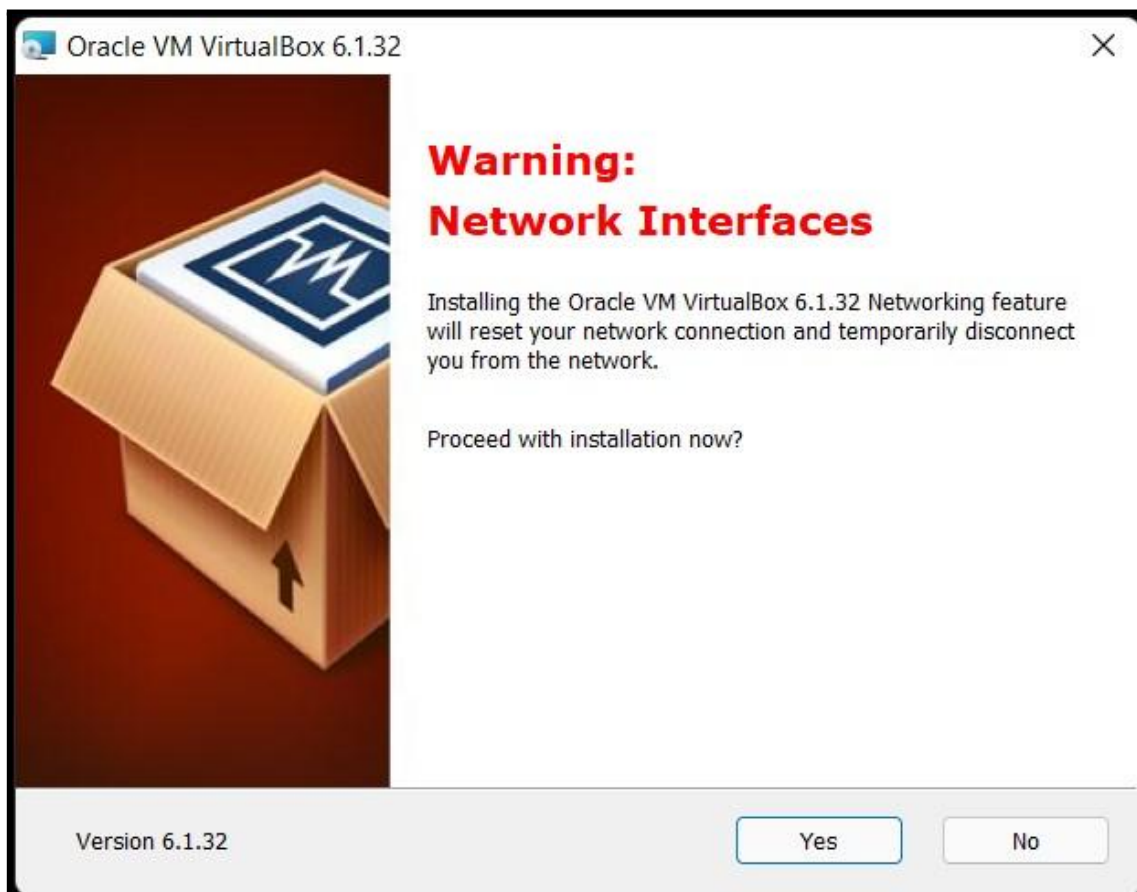 Oracle VM VirtualBox 6.1.32
Warning:
Network Interfaces
Installing the Oracle VM VirtualBox 6.1.32 Networking feature
will reset your network connection and temporarily disconnect
you from the network.
Proceed with installation now?
Version 6.1.32
Yes
No